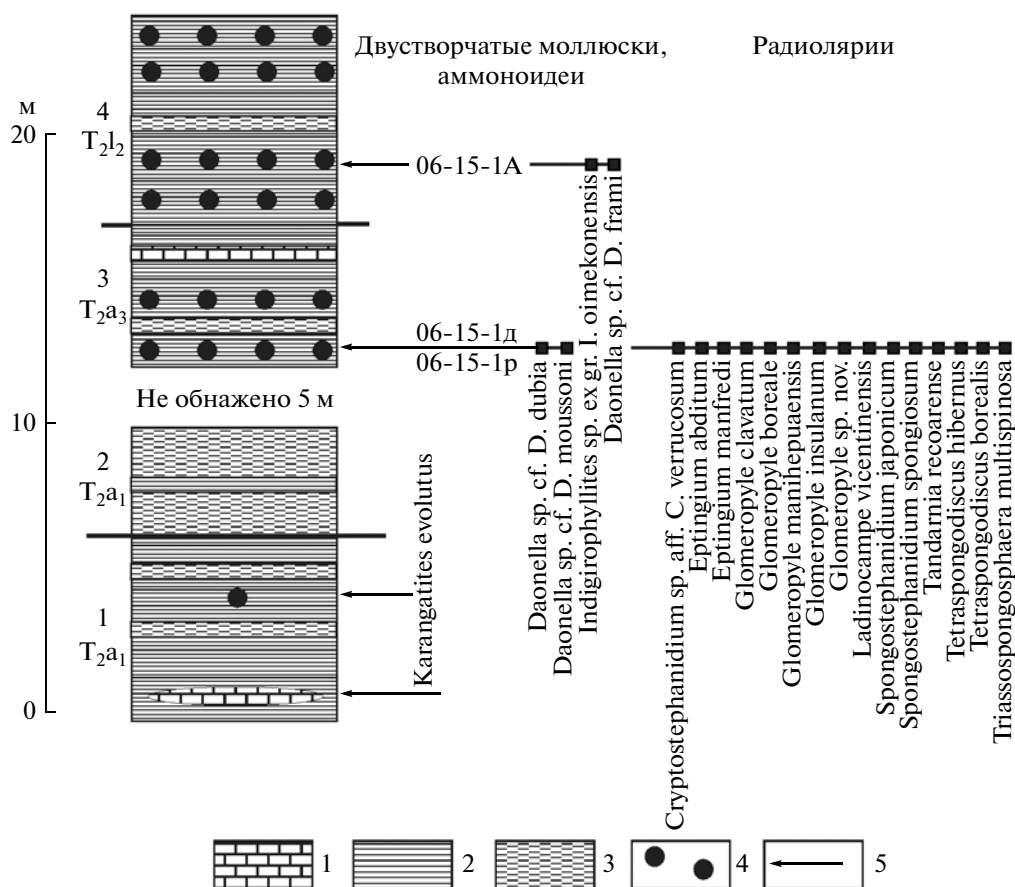 Двустворчатые моллюски,
аммоноидеи
Радиолярии
м
20
10
0
4
T₂l₂
3
T₂a₃
Не обнажено 5 м
2
T₂a₁
1
T₂a₁
06-15-1А
06-15-1д
06-15-1р
Karangatites evolutus
Daonella sp. cf. D. dubia
Daonella sp. cf. D. moussoni
Indigirophyllites sp. ex gr. I. oimekonensis
Daonella sp. cf. D. frami
Cryptostephanidium sp. aff. C. verrucosum
Eptingium abditum
Eptingium manfredi
Glomeropyle clavatum
Glomeropyle boreale
Glomeropyle manihepuaensis
Glomeropyle insulanum
Glomeropyle sp. nov.
Ladinocampe vicentinensis
Spongostephanidium japonicum
Spongostephanidium spongiosum
Tandarnia recoarense
Tetraspongodiscus hibernus
Tetraspongodiscus borealis
Triassospongosphaera multispinosa
1
2
3
4
5